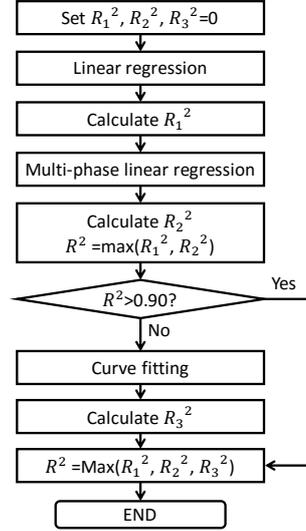 Set R₁², R₂², R₃²=0
Linear regression
Calculate R₁²
Multi-phase linear regression
Calculate R₂²
R² =max(R₁², R₂²)
R²>0.90?
Yes
No
Curve fitting
Calculate R₃²
R² =Max(R₁², R₂², R₃²)
END